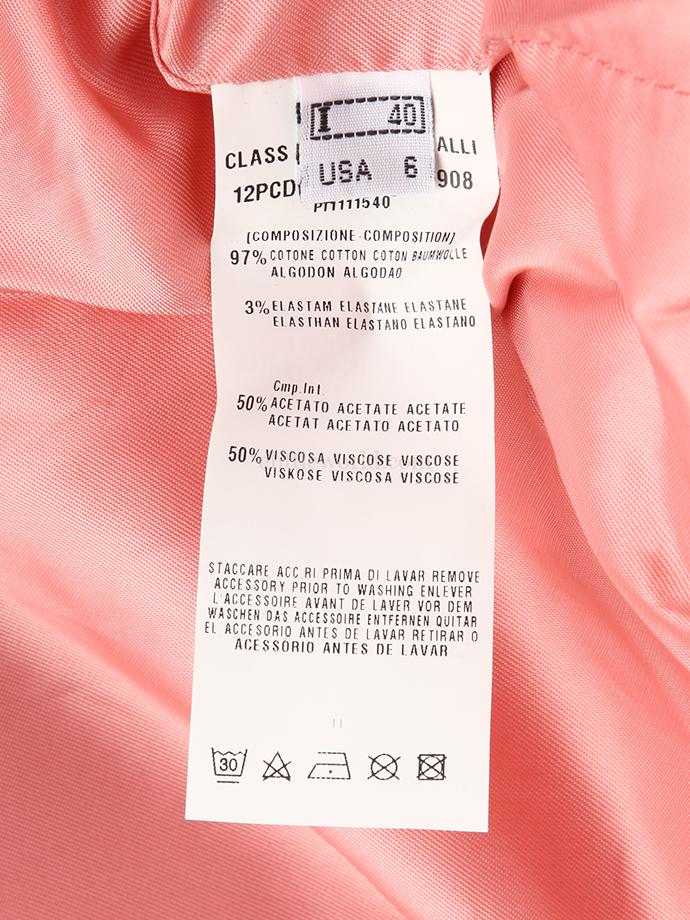 I 40
USA 6
CLASS ALLI
12PCD 908
PH111540
[COMPOSIZIONE-COMPOSITION]
97% COTONE COTTON COTON BAUMWOLLE
ALGODON ALGODAO
3% ELASTAM ELASTANE ELASTANE
ELASTHAN ELASTANO ELASTANO
Cmp.Int.
50% ACETATO ACETATE ACETATE
ACETAT ACETATO ACETATO
50% VISCOSA VISCOSE VISCOSE
VISKOSE VISCOSA VISCOSE
STACCARE ACC.RI PRIMA DI LAVAR REMOVE
ACCESSORY PRIOR TO WASHING ENLEVER
L'ACCESSOIRE AVANT DE LAVER VOR DEM
WASCHEN DAS ACCESSOIRE ENTFERNEN QUITAR
EL ACCESORIO ANTES DE LAVAR RETIRAR O
ACESSORIO ANTES DE LAVAR
30